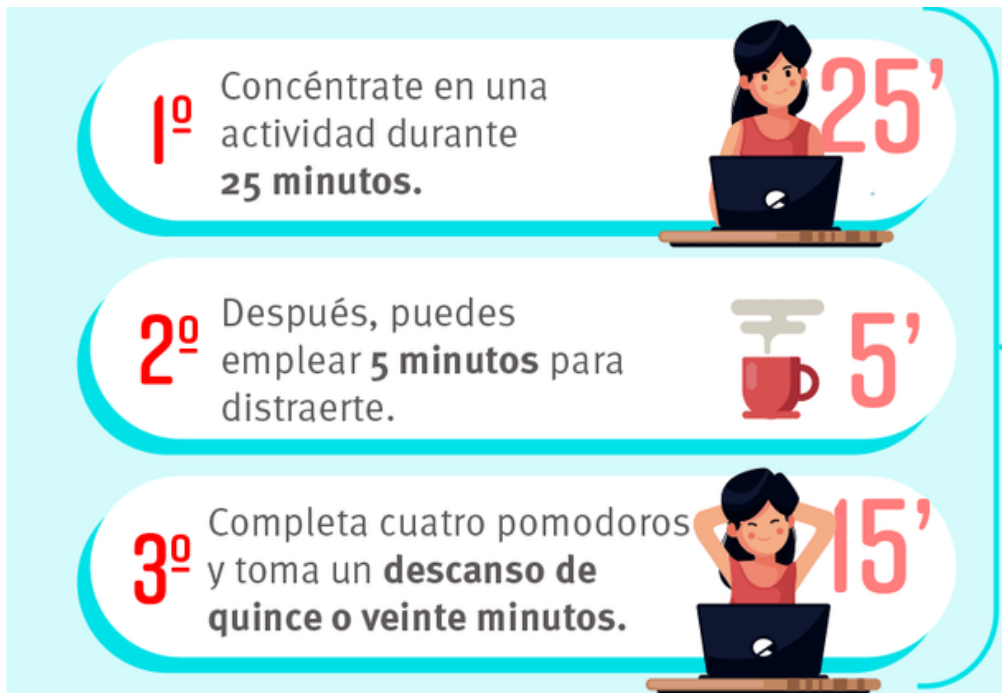 1º
Concéntrate en una
actividad durante
25 minutos.
25’
2º
Después, puedes
emplear 5 minutos para
distraerte.
5’
3º
Completa cuatro pomodoros
y toma un descanso de
quince o veinte minutos.
15’